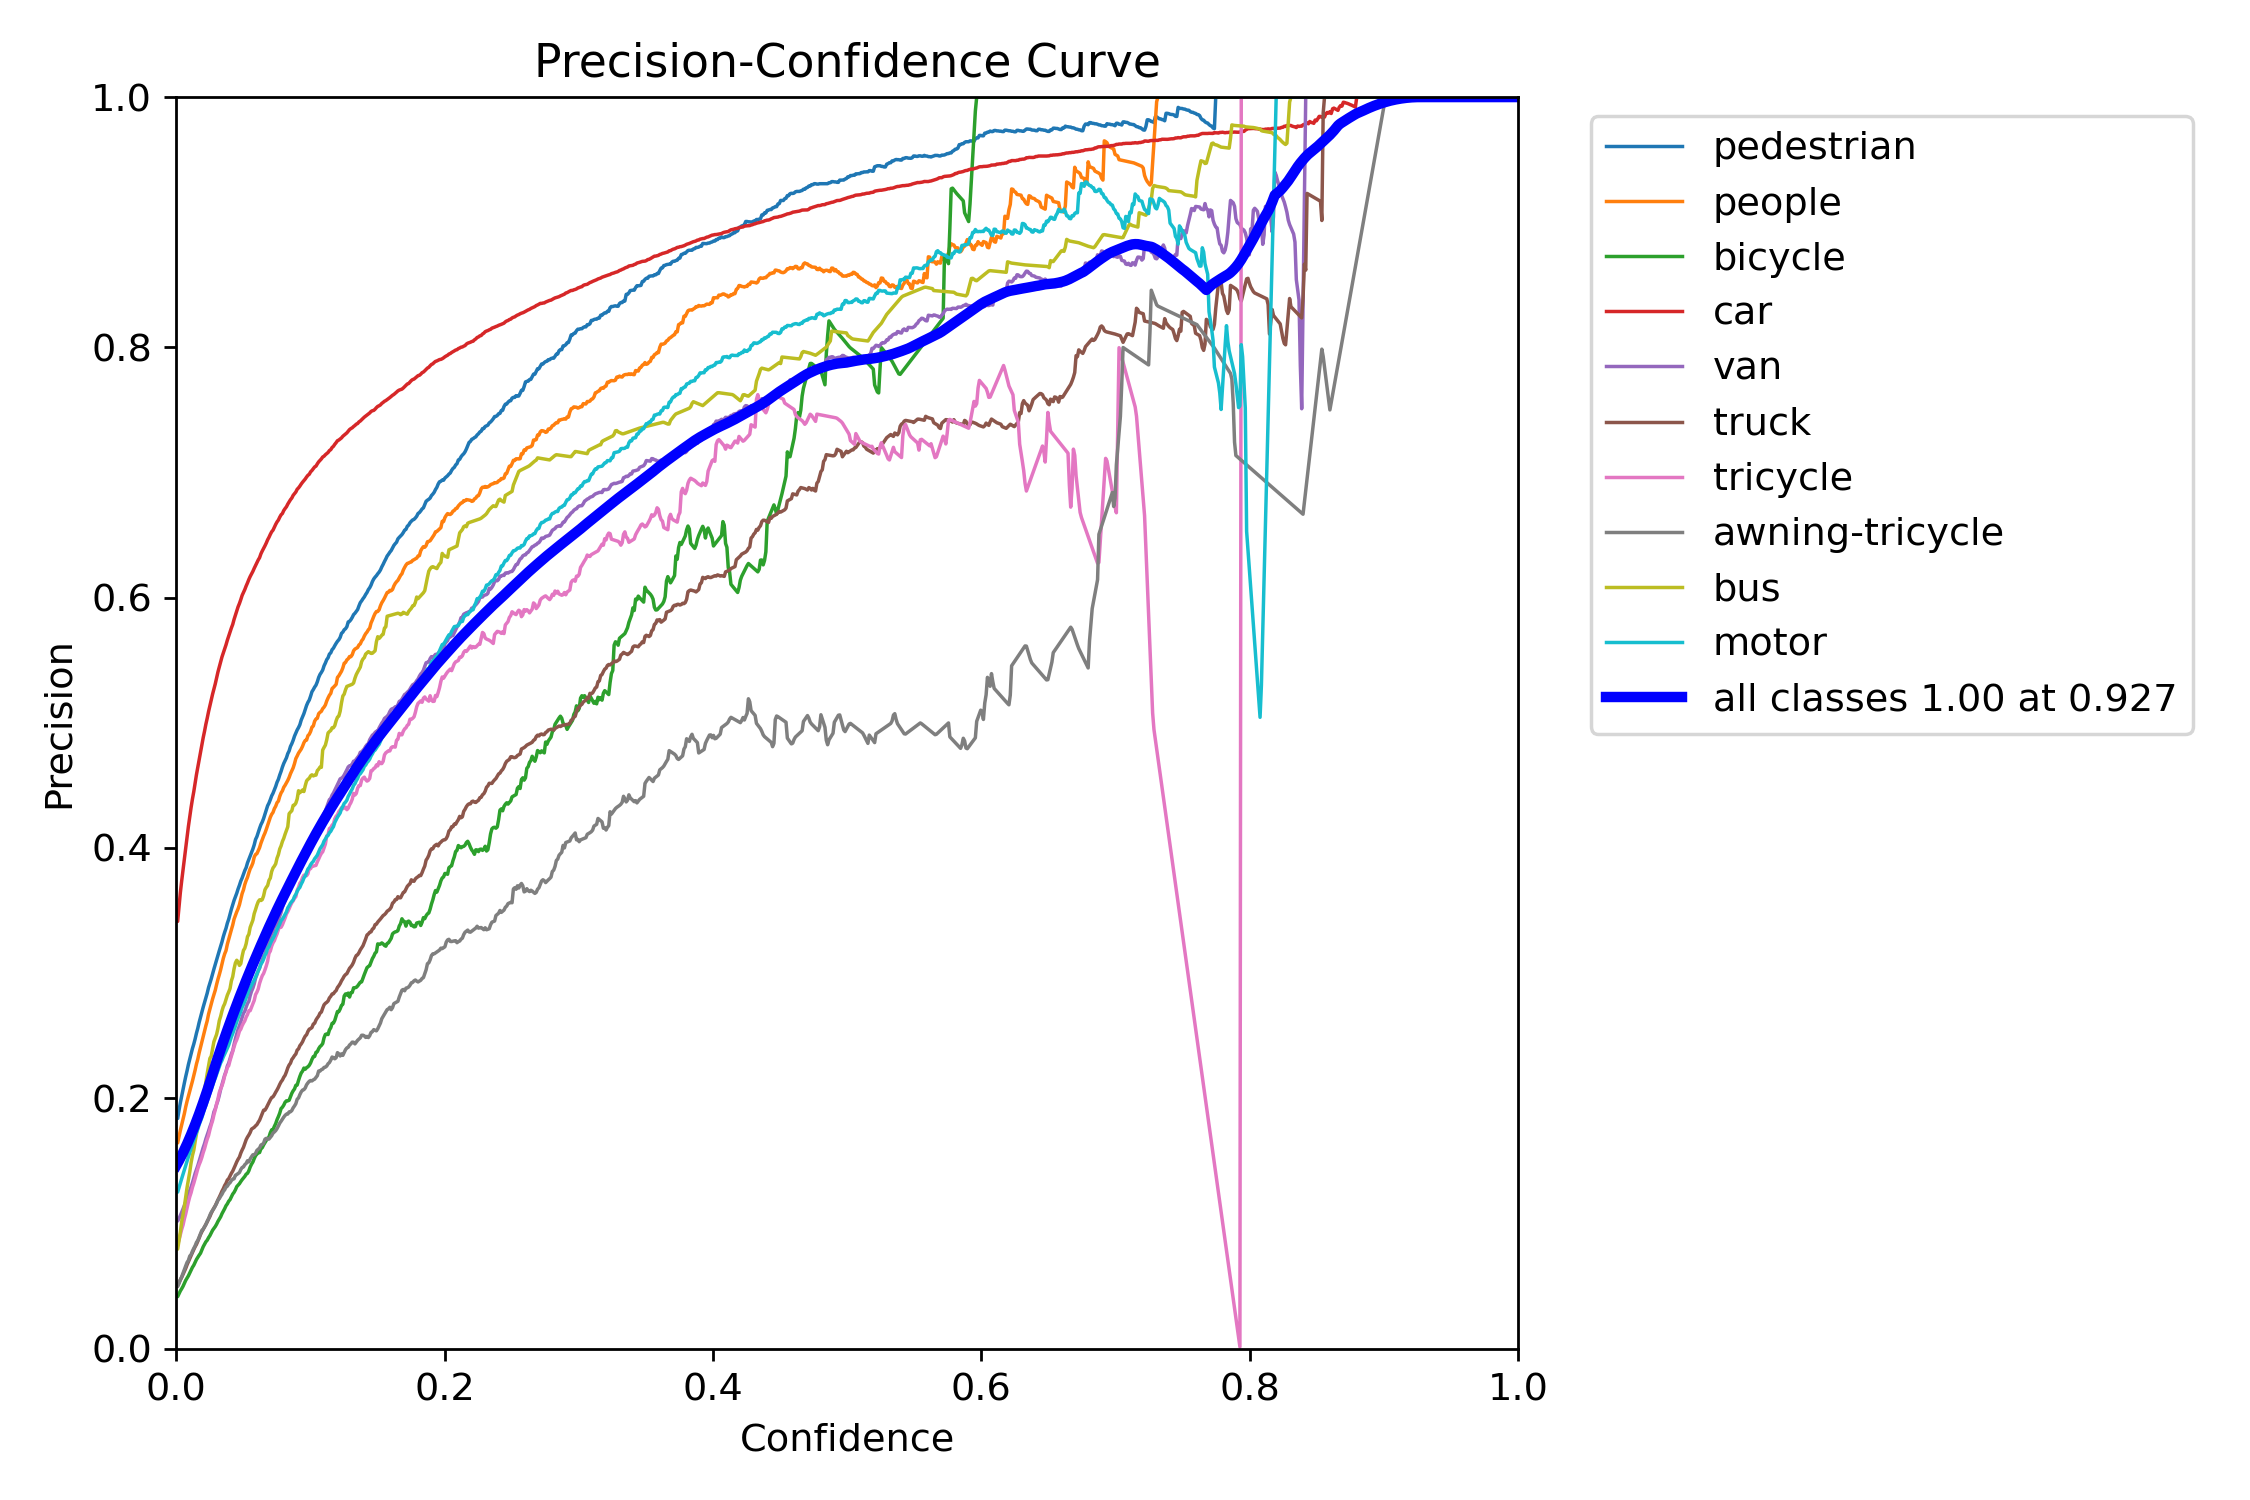 Precision-Confidence Curve
1.0
0.8
0.6
0.4
0.2
0.0
Precision
0.0 0.2 0.4 0.6 0.8 1.0
Confidence
pedestrian
people
bicycle
car
van
truck
tricycle
awning-tricycle
bus
motor
all classes 1.00 at 0.927